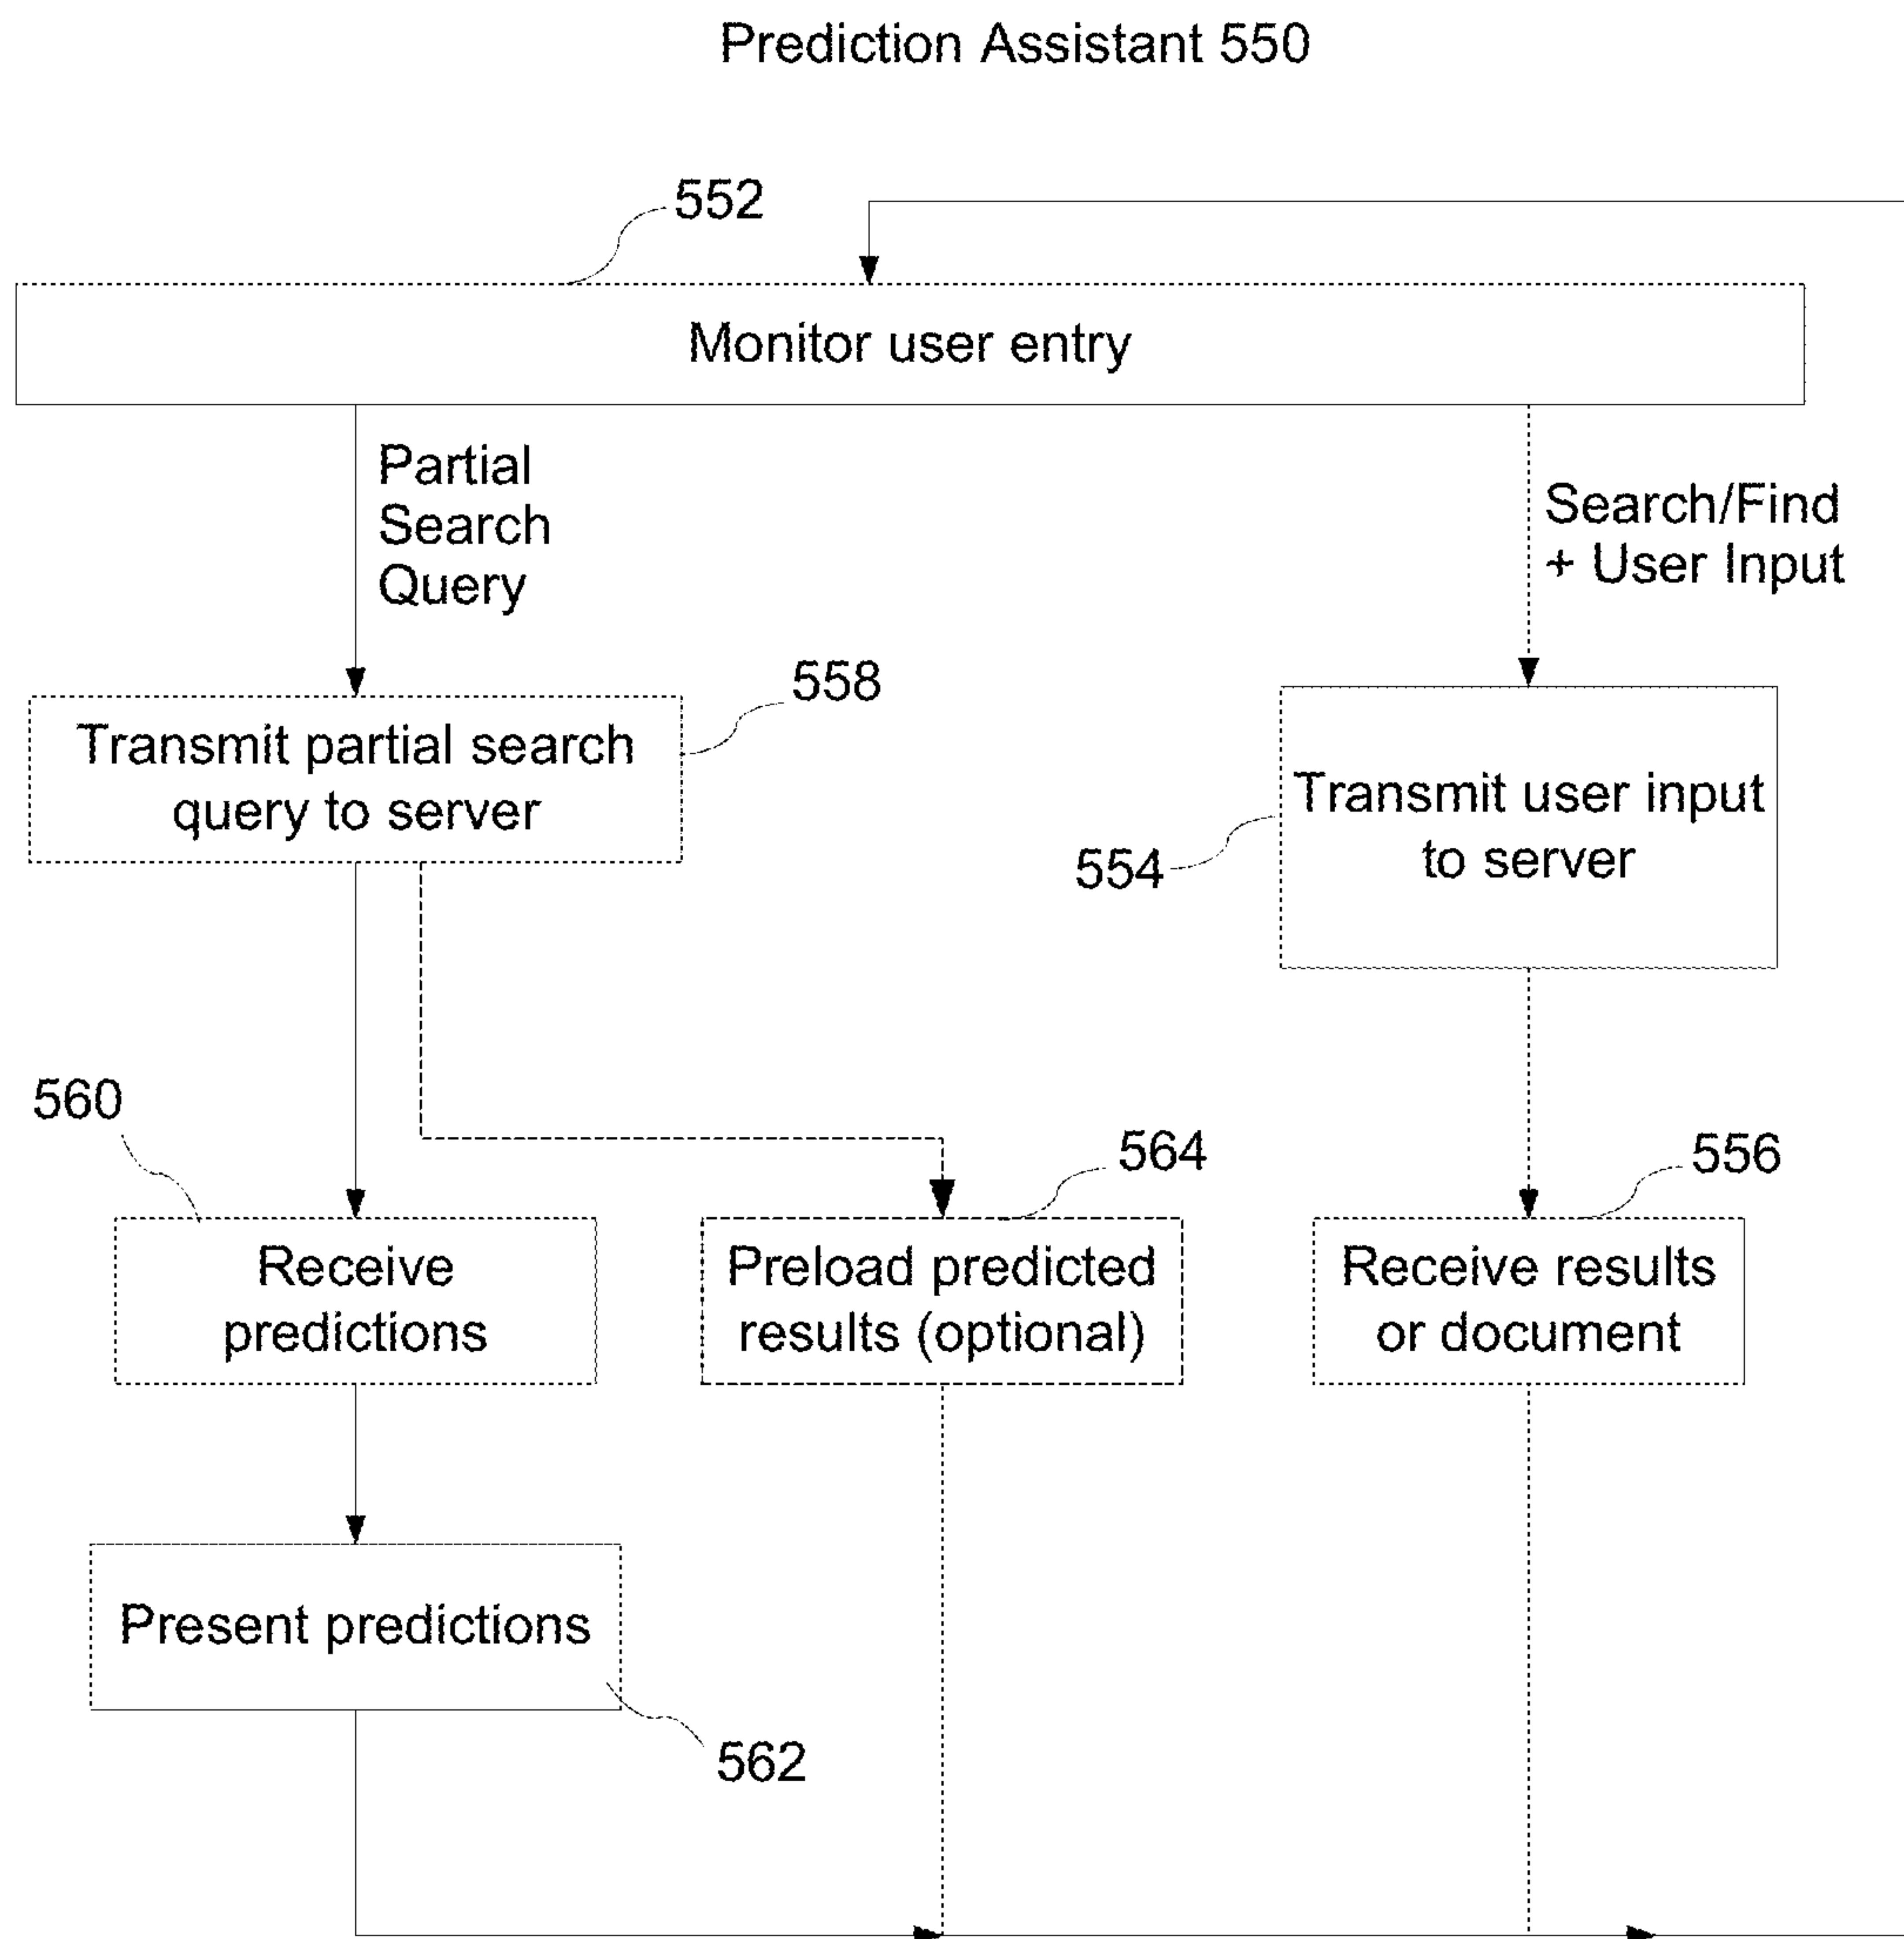 Prediction Assistant 550
552
Monitor user entry
Partial
Search
Query
Search/Find
+ User Input
558
Transmit partial search
query to server
Transmit user input
to server
554
560
564
556
Receive
predictions
Preload predicted
results (optional)
Receive results
or document
Present predictions
562